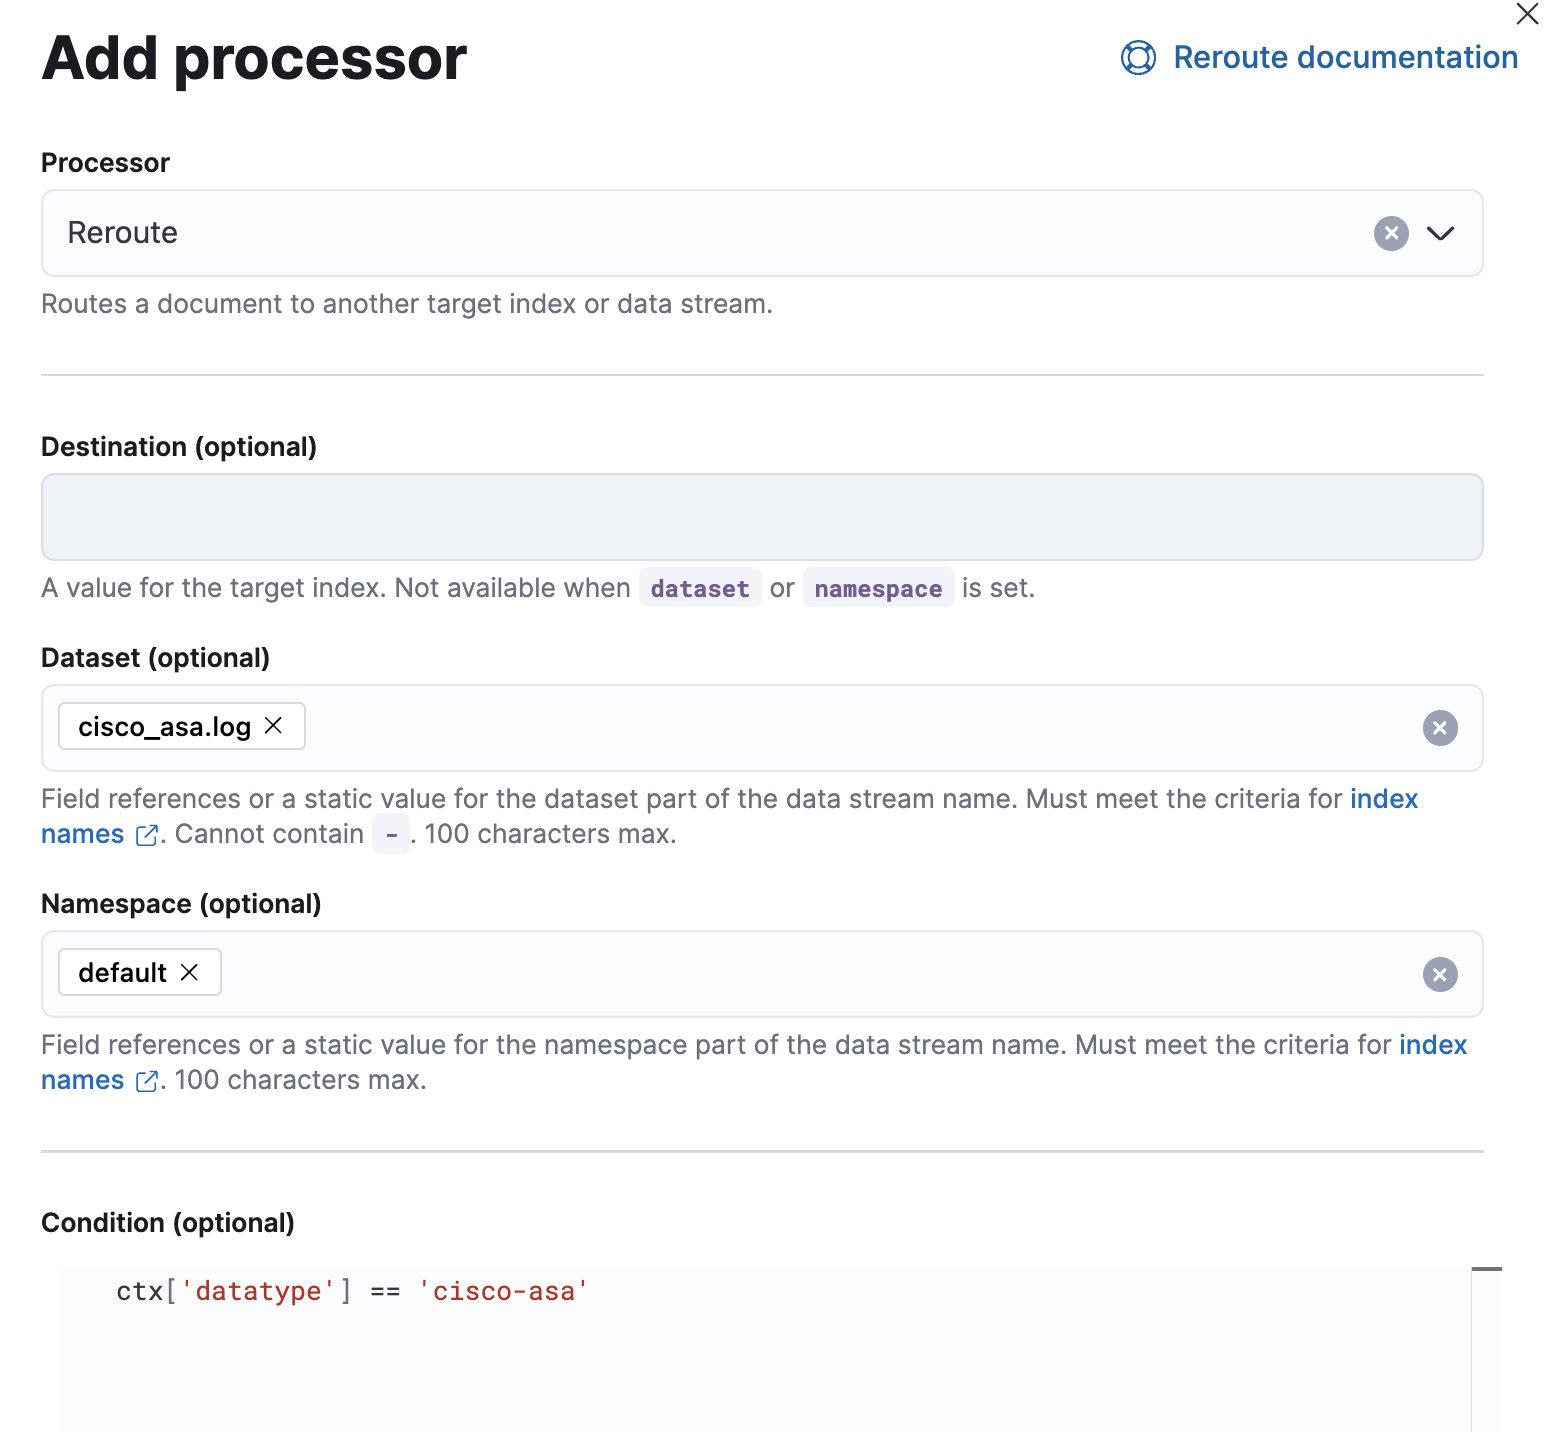 Add processor
Reroute documentation
Processor
Reroute
Routes a document to another target index or data stream.
Destination (optional)
A value for the target index. Not available when dataset or namespace is set.
Dataset (optional)
cisco_asa.log
Field references or a static value for the dataset part of the data stream name. Must meet the criteria for index
names . Cannot contain - . 100 characters max.
Namespace (optional)
default
Field references or a static value for the namespace part of the data stream name. Must meet the criteria for index
names . 100 characters max.
Condition (optional)
ctx['datatype'] == 'cisco-asa'